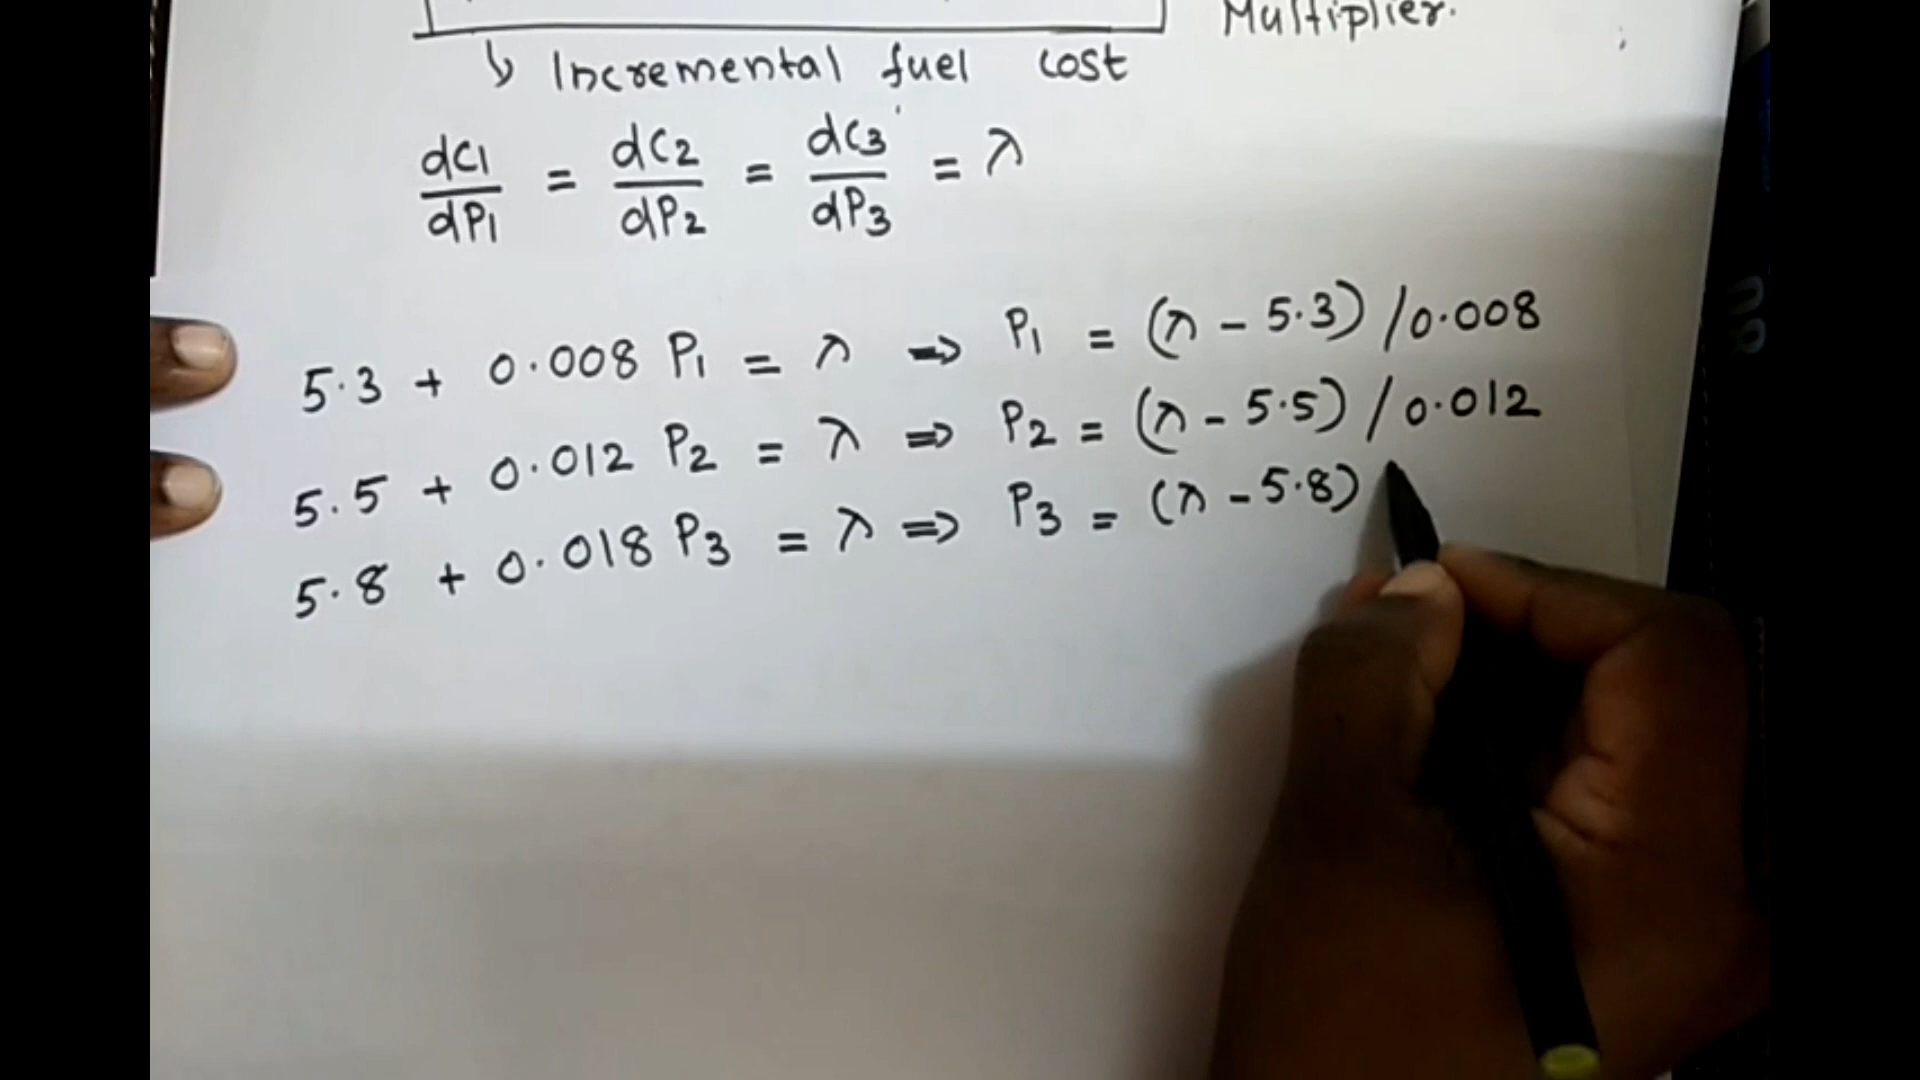 Multiplier.
↳ Incremental fuel cost
dC1/dP1 = dC2/dP2 = dC3/dP3 = λ
5.3 + 0.008 P1 = λ ⇒ P1 = (λ - 5.3) / 0.008
5.5 + 0.012 P2 = λ ⇒ P2 = (λ - 5.5) / 0.012
5.8 + 0.018 P3 = λ ⇒ P3 = (λ - 5.8)